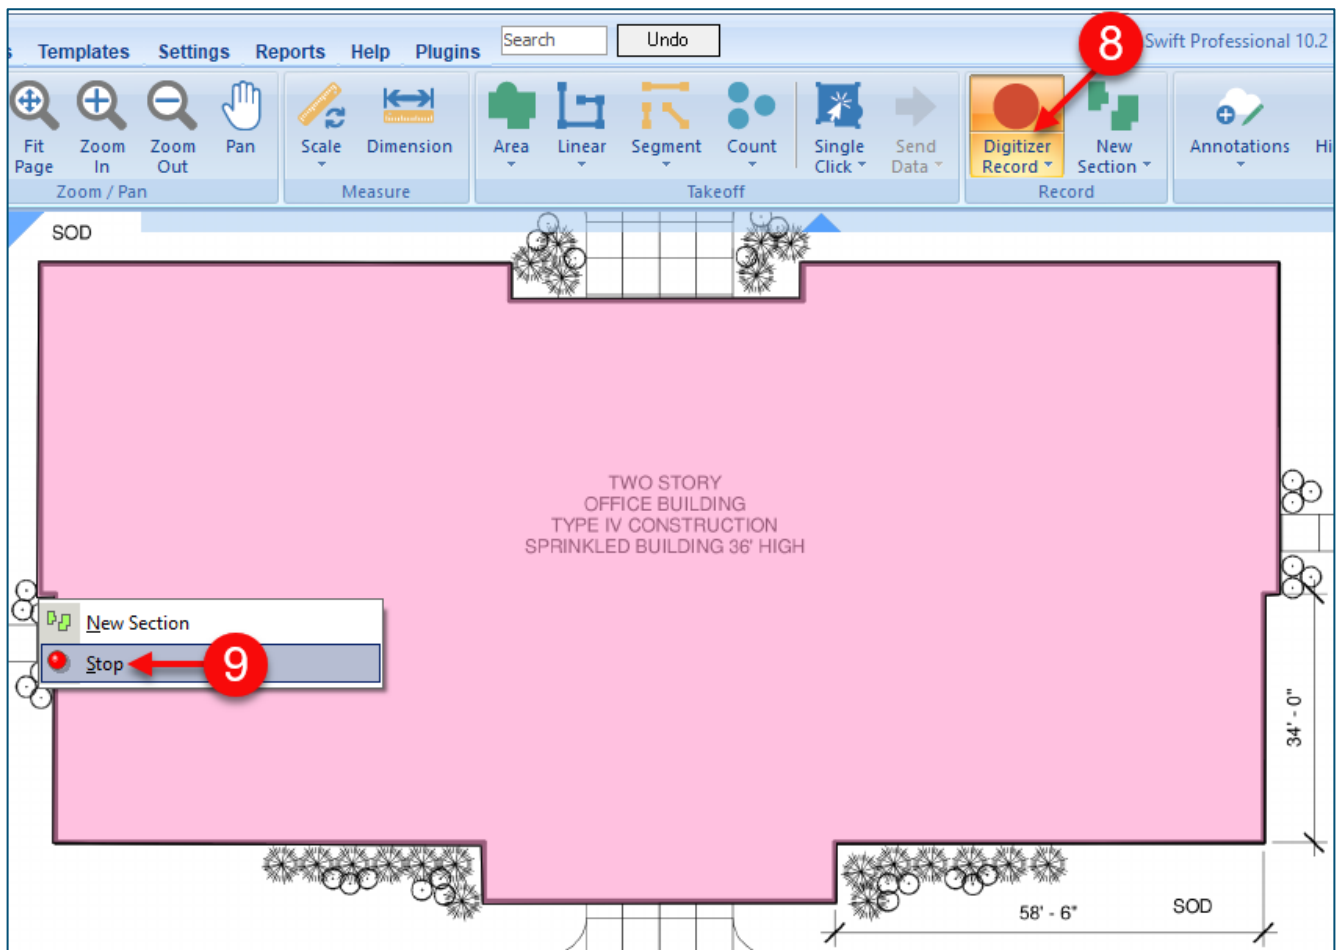 s Templates Settings Reports Help Plugins Search Undo Swift Professional 10.2
8
Fit Page
Zoom In
Zoom Out
Pan
Scale
Dimension
Area
Linear
Segment
Count
Single Click
Send Data
Digitizer Record
New Section
Annotations
Hi
Zoom / Pan
Measure
Takeoff
Record
SOD
TWO STORY
OFFICE BUILDING
TYPE IV CONSTRUCTION
SPRINKLED BUILDING 36' HIGH
New Section
Stop
9
34' - 0"
58' - 6"
SOD